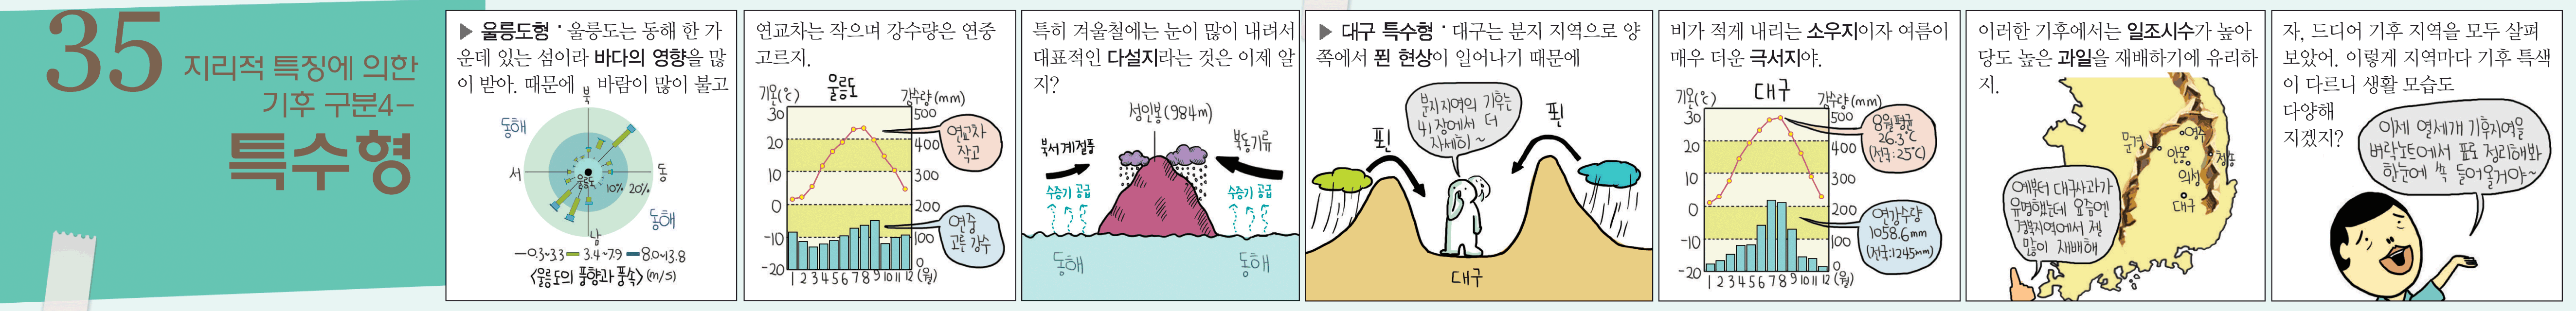 35 지리적 특징에 의한
기후 구분4–
특수형
▶ 울릉도형 · 울릉도는 동해 한 가
운데 있는 섬이라 바다의 영향을 많
이 받아. 때문에 바람이 많이 불고
북
동해
서
동
울릉도
10% 20%
동해
남
0.3~3.3 3.4~7.9 8.0~13.8
<울릉도의 풍향과 풍속> (m/s)
연교차는 작으며 강수량은 연중
고르지.
기온(℃) 울릉도 강수량(mm)
30 500
20 400
10 300
0 200
-10 100
-20 0
1 2 3 4 5 6 7 8 9 10 11 12 (월)
연교차
작고
연중
고른 강수
특히 겨울철에는 눈이 많이 내려서
대표적인 다설지라는 것은 이제 알
지?
성인봉(984m)
북서계절풍
북동기류
수증기 공급
수증기 공급
동해
동해
▶ 대구 특수형 · 대구는 분지 지역으로 양
쪽에서 푄 현상이 일어나기 때문에
분지지역의 기후는
41장에서 더
자세히~
푄
푄
대구
비가 적게 내리는 소우지이자 여름이
매우 더운 극서지야.
기온(℃) 대구 강수량(mm)
30 500
20 400
10 300
0 200
-10 100
-20 0
1 2 3 4 5 6 7 8 9 10 11 12 (월)
8월평균
26.3℃
(전국:25℃)
연강수량
1058.6mm
(전국:1245mm)
이러한 기후에서는 일조시수가 높아
당도 높은 과일을 재배하기에 유리하
지.
문경
영주
안동
청송
의성
대구
예부터 대구사과가
유명했는데 요즘엔
경북지역에서 젤
많이 재배해
자, 드디어 기후 지역을 모두 살펴
보았어. 이렇게 지역마다 기후 특색
이 다르니 생활 모습도
다양해
지겠지?
이제 열세개 기후지역을
벼락노트에서 표로 정리해봐
한눈에 쏙 들어올거야~